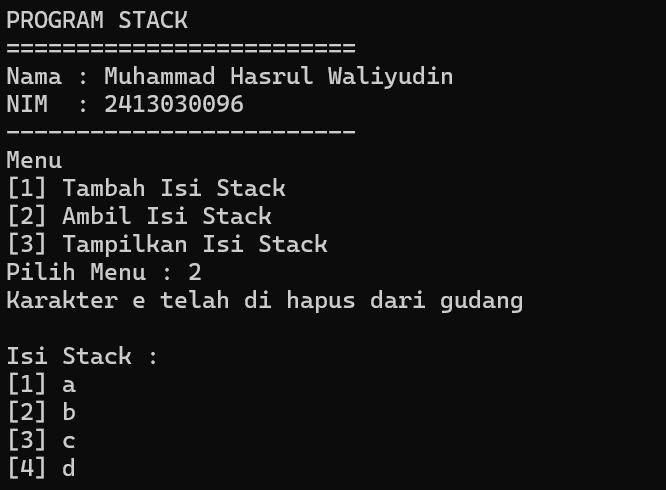 PROGRAM STACK
=========================
Nama : Muhammad Hasrul Waliyudin
NIM  : 2413030096
-------------------------
Menu
[1] Tambah Isi Stack
[2] Ambil Isi Stack
[3] Tampilkan Isi Stack
Pilih Menu : 2
Karakter e telah di hapus dari gudang

Isi Stack :
[1] a
[2] b
[3] c
[4] d